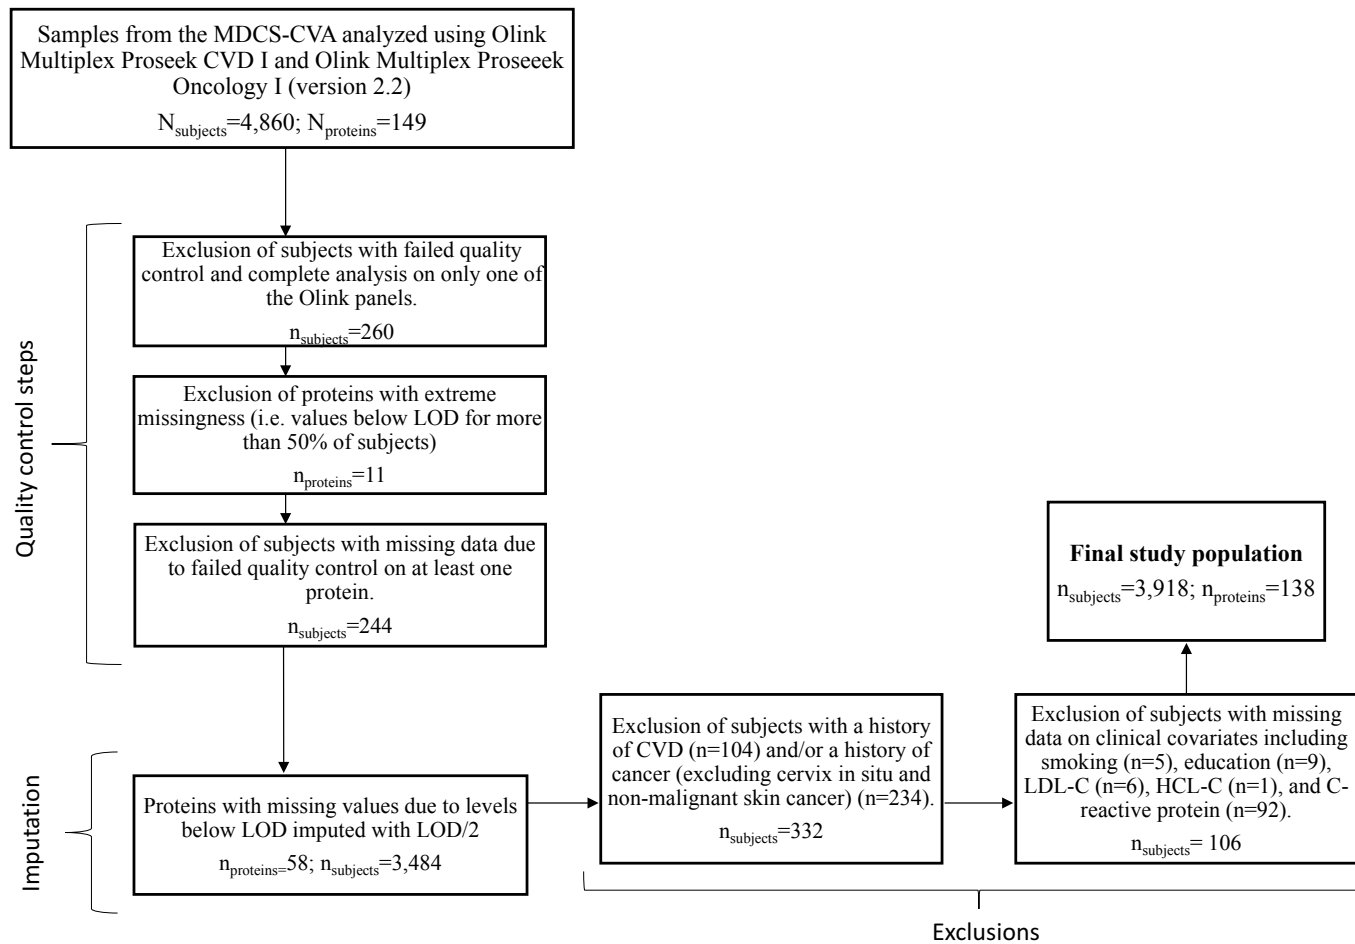 Samples from the MDCS-CVA analyzed using Olink
Multiplex Proseek CVD I and Olink Multiplex Proseeek
Oncology I (version 2.2)
Nsubjects=4,860; Nproteins=149
Quality control steps
Exclusion of subjects with failed quality
control and complete analysis on only one of
the Olink panels.
nsubjects=260
Exclusion of proteins with extreme
missingness (i.e. values below LOD for more
than 50% of subjects)
nproteins=11
Exclusion of subjects with missing data due
to failed quality control on at least one
protein.
nsubjects=244
Imputation
Proteins with missing values due to levels
below LOD imputed with LOD/2
nproteins=58; nsubjects=3,484
Exclusion of subjects with a history
of CVD (n=104) and/or a history of
cancer (excluding cervix in situ and
non-malignant skin cancer) (n=234).
nsubjects=332
Exclusion of subjects with missing
data on clinical covariates including
smoking (n=5), education (n=9),
LDL-C (n=6), HCL-C (n=1), and C-
reactive protein (n=92).
nsubjects= 106
Exclusions
Final study population
nsubjects=3,918; nproteins=138